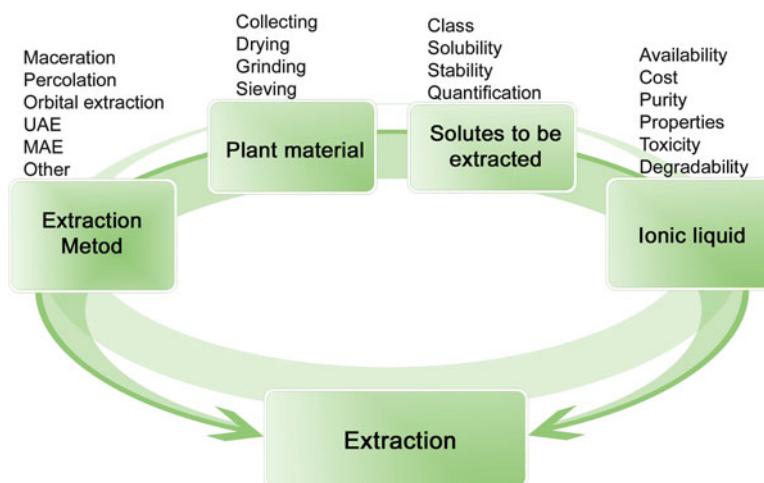 Maceration
Percolation
Orbital extraction
UAE
MAE
Other
Extraction
Metod
Collecting
Drying
Grinding
Sieving
Plant material
Class
Solubility
Stability
Quantification
Solutes to be
extracted
Availability
Cost
Purity
Properties
Toxicity
Degradability
Ionic liquid
Extraction